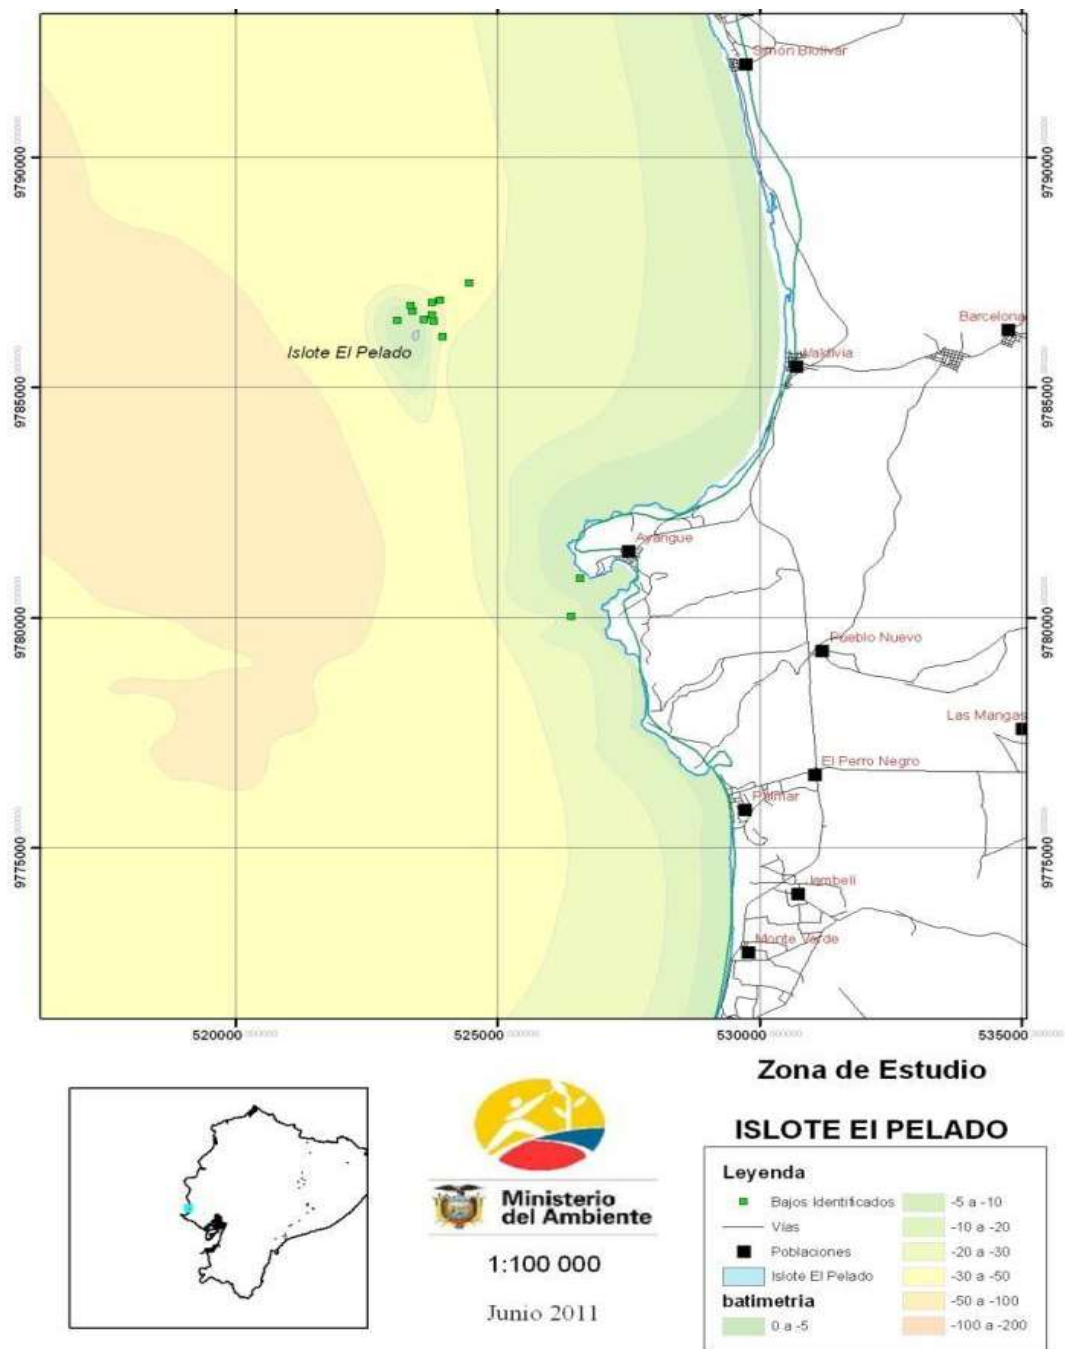 Simón Blolivar
9790000
9790000
Barcelona
Islote El Pelado
Valdivia
9785000
9785000
Ayangue
9780000
9780000
Pueblo Nuevo
Las Mangas
El Perro Negro
Palmar
9775000
9775000
Jambeli
Monte Verde
520000
525000
530000
535000
Zona de Estudio
ISLOTE El PELADO
Ministerio
del Ambiente
1:100 000
Junio 2011
Leyenda
Bajos Identificados
Vías
Poblaciones
Islote El Pelado
batimetria
0 a -5
-5 a -10
-10 a -20
-20 a -30
-30 a -50
-50 a -100
-100 a -200